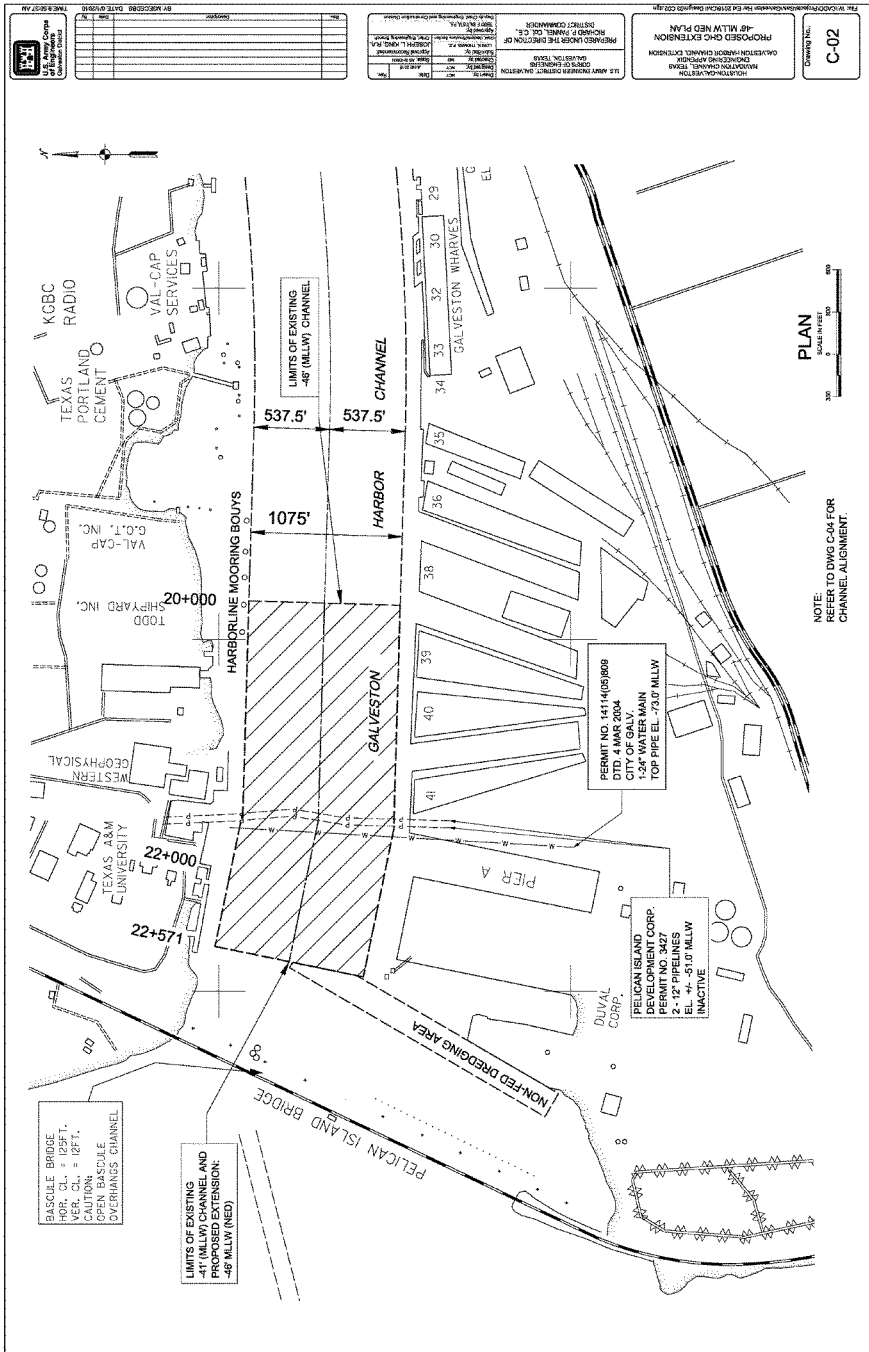 U.S. Army Corps
of Engineers
Galveston District
U.S. ARMY ENGINEER DISTRICT, GALVESTON
CORPS OF ENGINEERS
GALVESTON, TEXAS
PREPARED UNDER THE DIRECTION OF
RICHARD P. PANNELL, COL, C.E.
DISTRICT COMMANDER
HOUSTON-GALVESTON
NAVIGATION CHANNEL, TEXAS
ENGINEERING APPENDIX
GALVESTON HARBOR CHANNEL EXTENSION
PROPOSED GHC EXTENSION
-46' MLLW NED PLAN
Drawing No.
C-02
N
KGBC
RADIO
TEXAS
PORTLAND
CEMENT
VAL-CAP
SERVICES
VAL-CAP
G.C.T. INC.
TODD
SHIPYARD INC.
WESTERN
GEOPHYSICAL
TEXAS A&M
UNIVERSITY
HARBORLINE MOORING BOUYS
20+000
22+000
22+571
LIMITS OF EXISTING
-46' (MLLW) CHANNEL
537.5'
537.5'
1075'
GALVESTON
HARBOR
CHANNEL
29
30
32
33
34
35
36
38
39
40
41
GALVESTON WHARVES
PIER A
DUVAL
CORP.
NON-FED DREDGING AREA
PELICAN ISLAND BRIDGE
BASCULE BRIDGE
HOR. CL. = 125FT.
VER. CL. = 12FT.
CAUTION:
OPEN BASCULE
OVERHANGS CHANNEL
LIMITS OF EXISTING
-41' (MLLW) CHANNEL AND
PROPOSED EXTENSION:
-46' MLLW (NED)
PERMIT NO. 14114(05)809
DTD. 4 MAR 2004
CITY OF GALV.
1-24" WATER MAIN
TOP PIPE EL. -73.0' MLLW
PELICAN ISLAND
DEVELOPMENT CORP.
PERMIT NO. 3427
2 - 12" PIPELINES
EL. +/- -51.0' MLLW
INACTIVE
PLAN
SCALE IN FEET
NOTE:
REFER TO DWG C-04 FOR
CHANNEL ALIGNMENT.